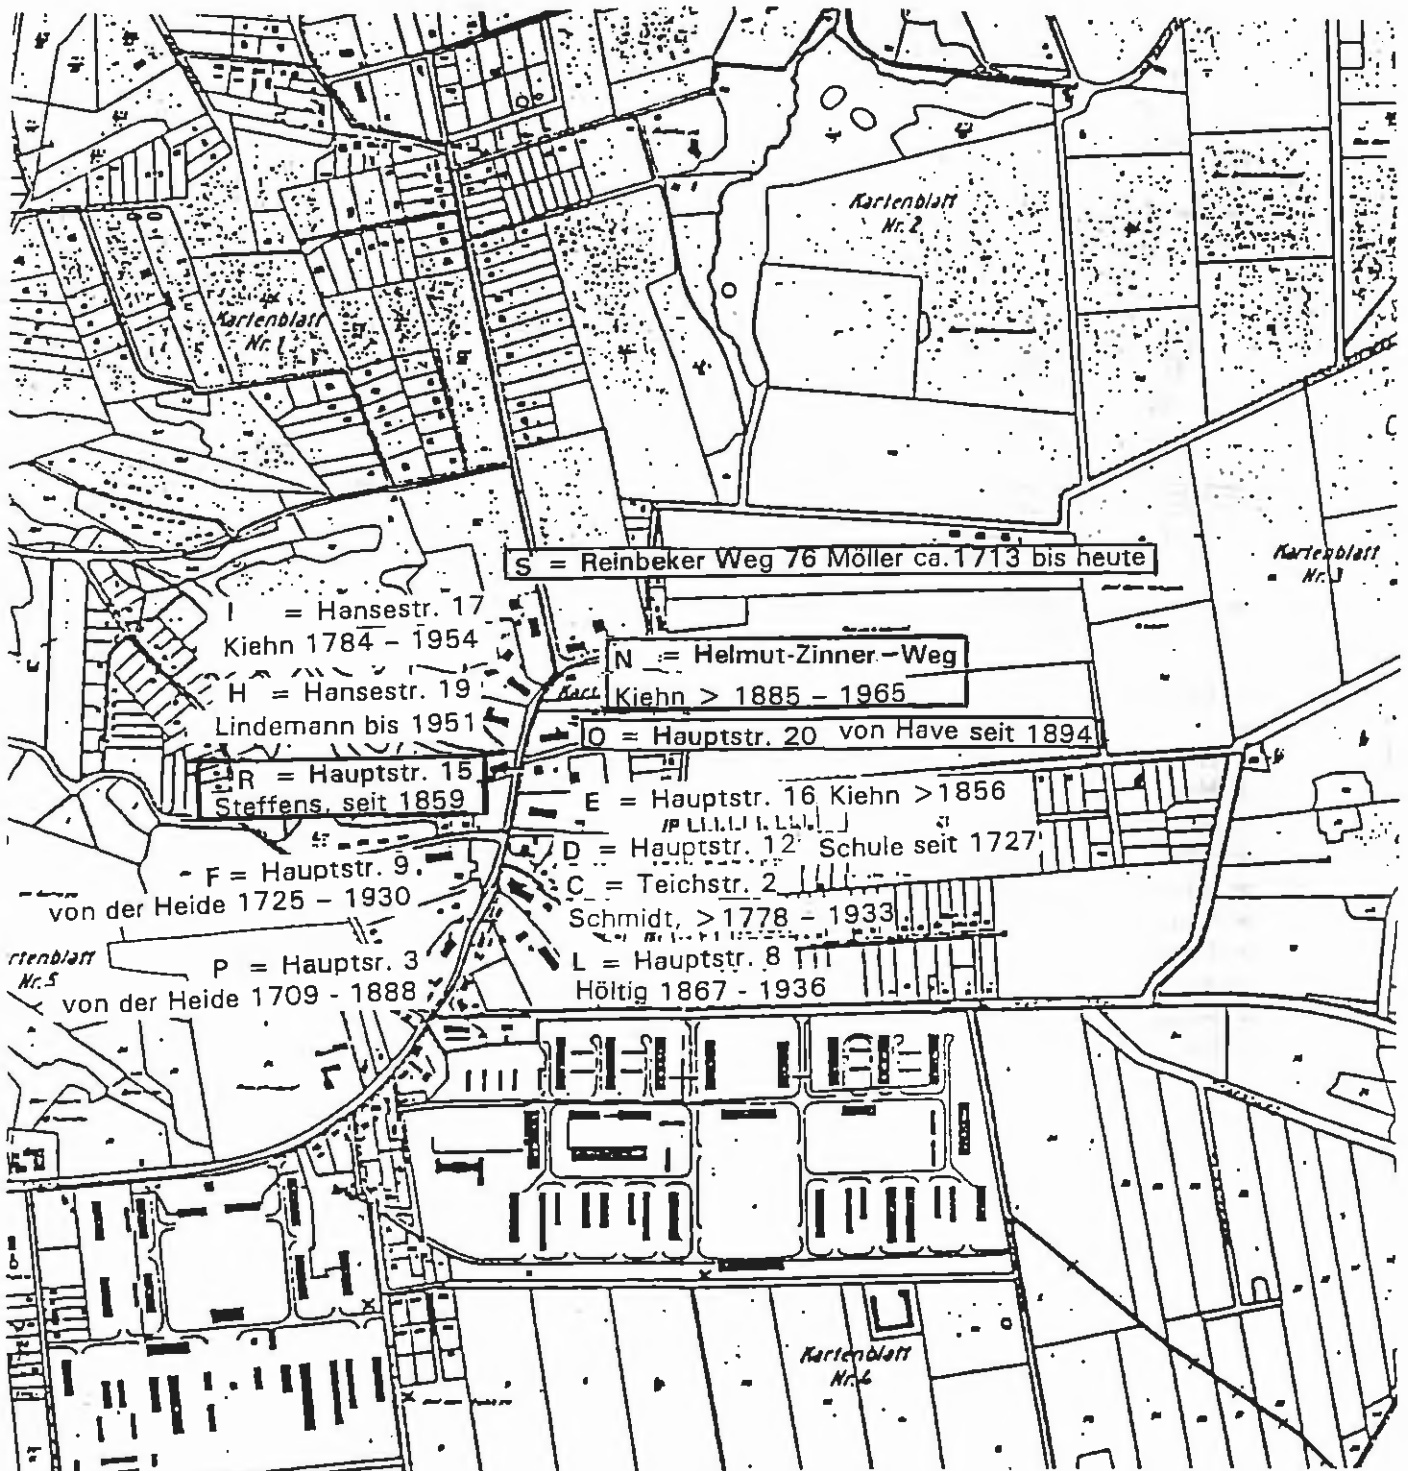 Kartenblatt
Nr. 2
Kartenblatt
Nr. 1
Kartenblatt
Nr. 3
S = Reinbeker Weg 76 Möller ca. 1713 bis heute
I = Hansestr. 17
Kiehn 1784 – 1954
N = Helmut-Zinner-Weg
Kiehn > 1885 – 1965
H = Hansestr. 19
Lindemann bis 1951
Kart
O = Hauptstr. 20 von Have seit 1894
R = Hauptstr. 15
Steffens, seit 1859
E = Hauptstr. 16 Kiehn >1856
D = Hauptstr. 12 Schule seit 1727
F = Hauptstr. 9
von der Heide 1725 – 1930
C = Teichstr. 2
Schmidt, > 1778 – 1933
rtenblatt
Nr. 5
P = Hauptsr. 3
von der Heide 1709 - 1888
L = Hauptstr. 8
Höltig 1867 - 1936
Kartenblatt
Nr. 6